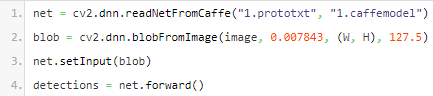 1. net = cv2.dnn.readNetFromCaffe("1.prototxt", "1.caffemodel")
2. blob = cv2.dnn.blobFromImage(image, 0.007843, (W, H), 127.5)
3. net.setInput(blob)
4. detections = net.forward()